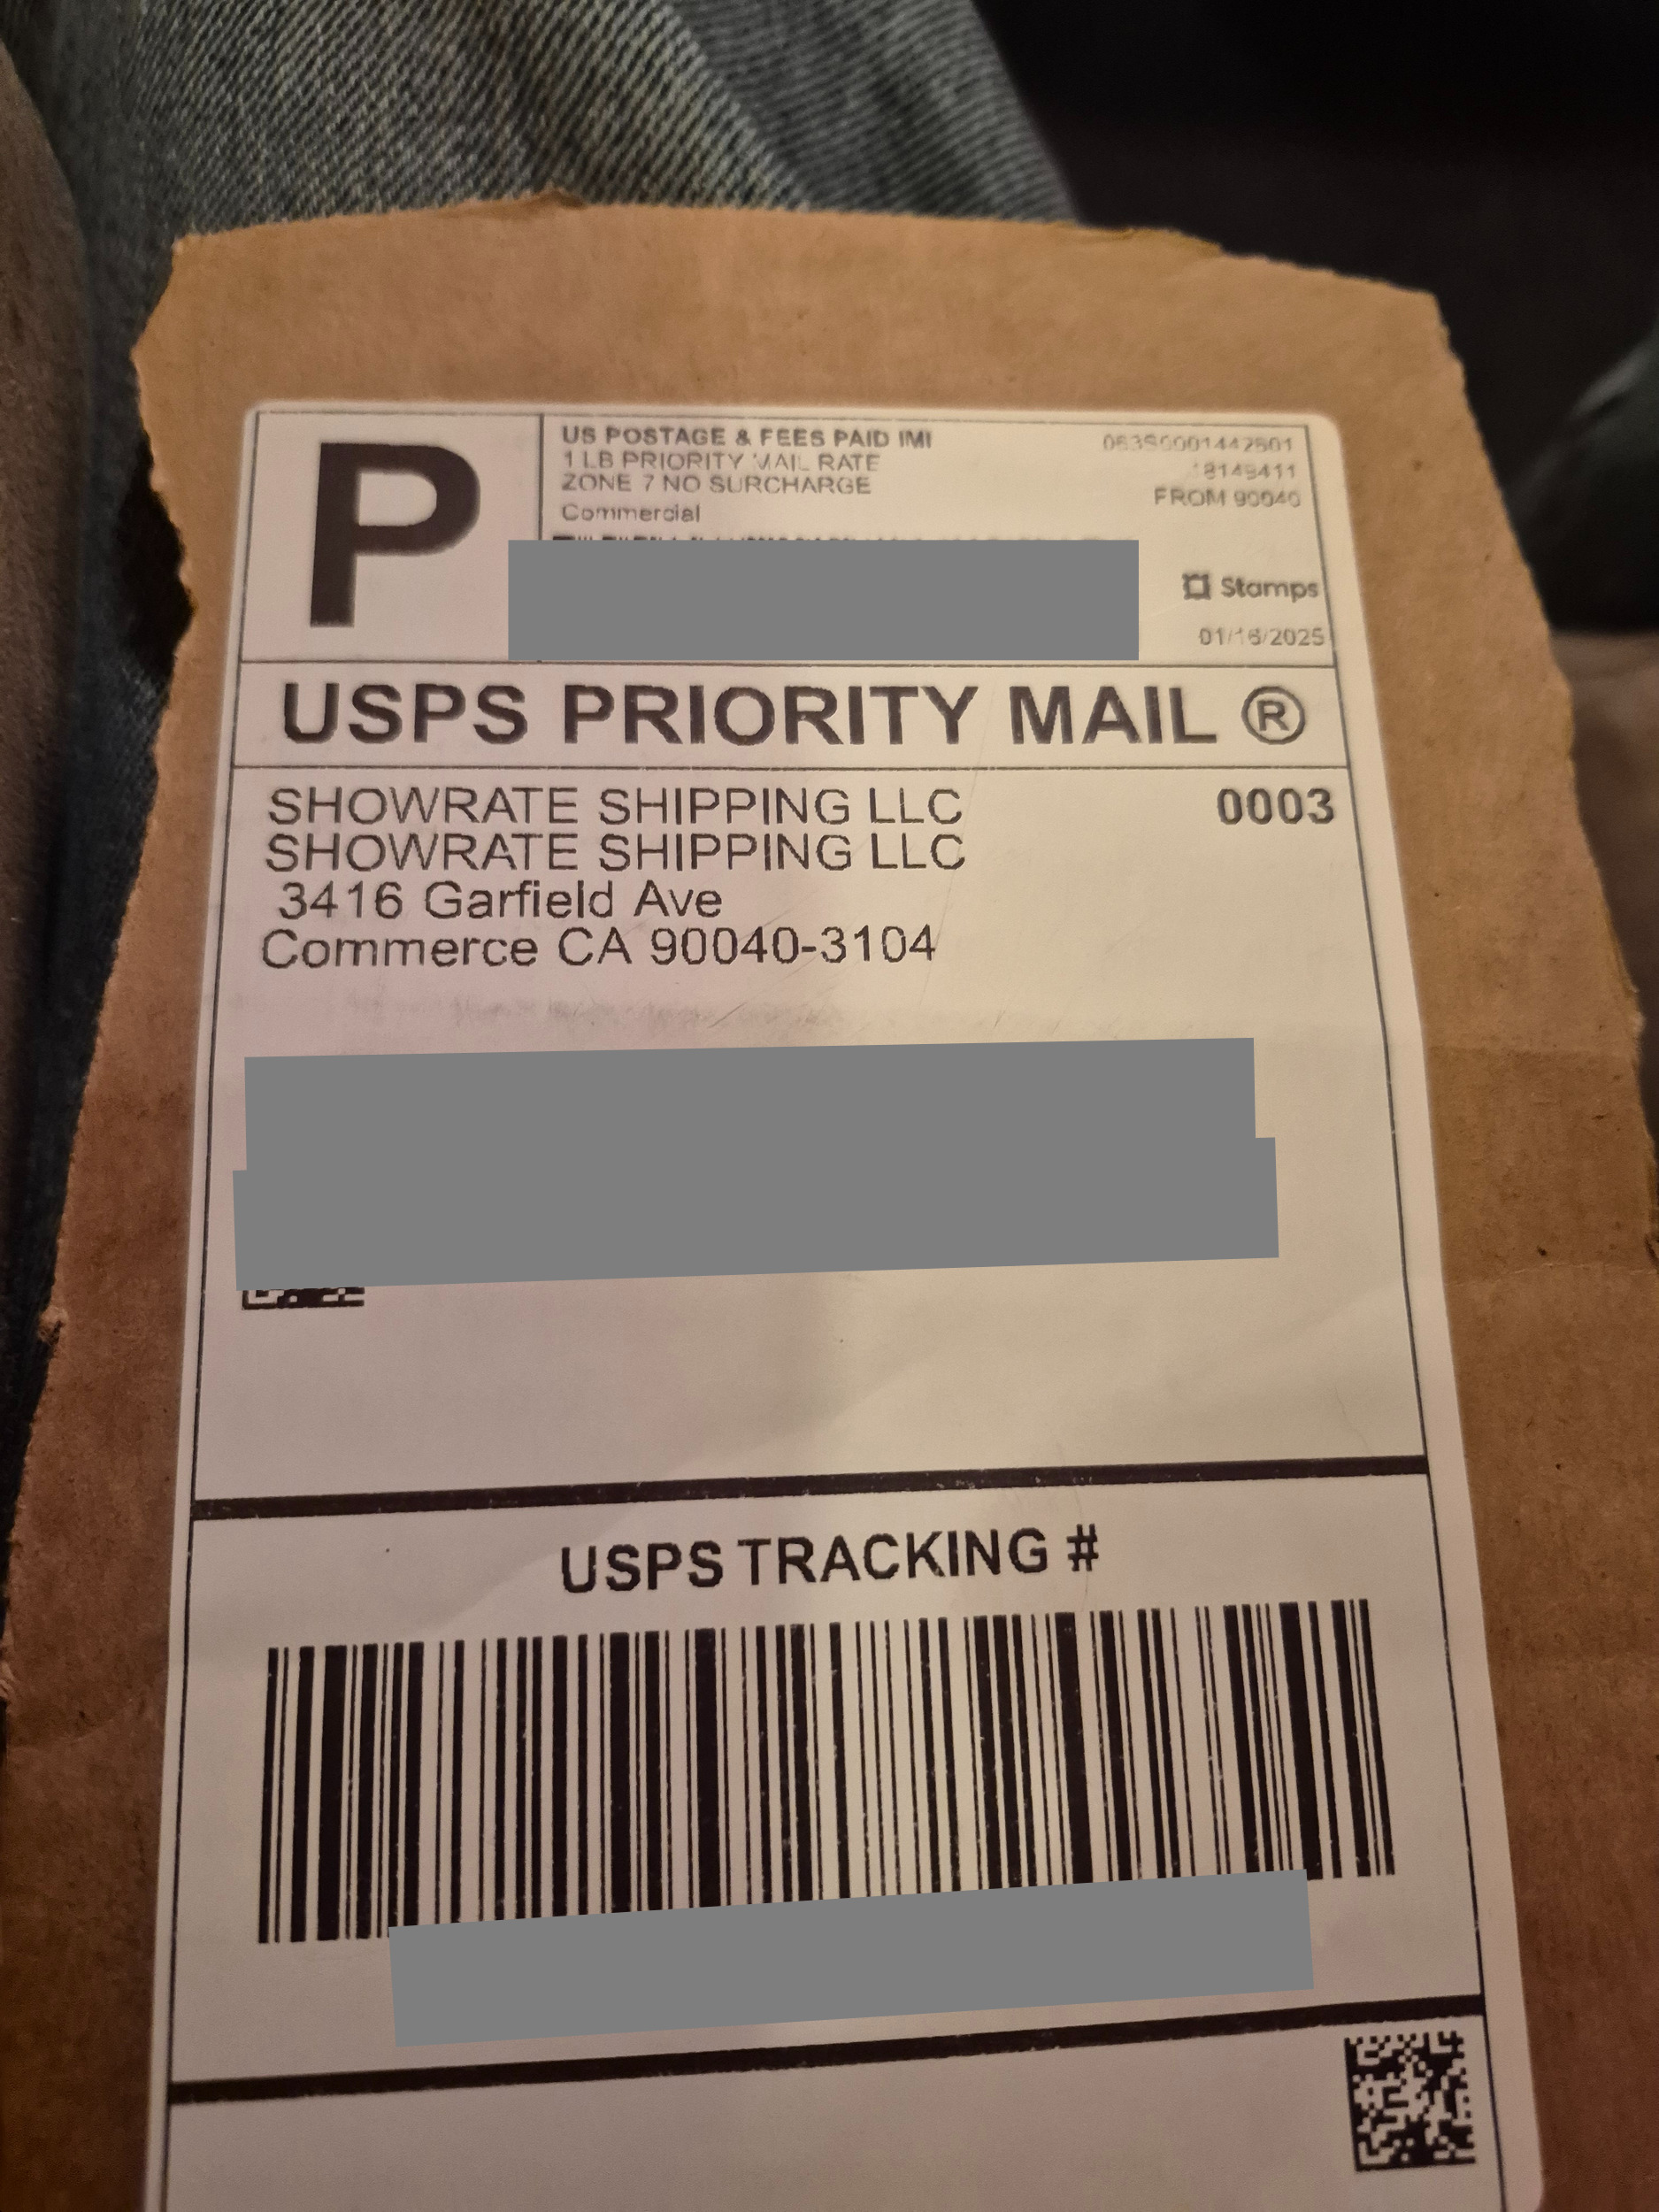 P
US POSTAGE & FEES PAID IMI
1 LB PRIORITY MAIL RATE
ZONE 7 NO SURCHARGE
Commercial
FROM 90040
Stamps
01/16/2025
USPS PRIORITY MAIL ®
SHOWRATE SHIPPING LLC
0003
SHOWRATE SHIPPING LLC
3416 Garfield Ave
Commerce CA 90040-3104
USPS TRACKING #